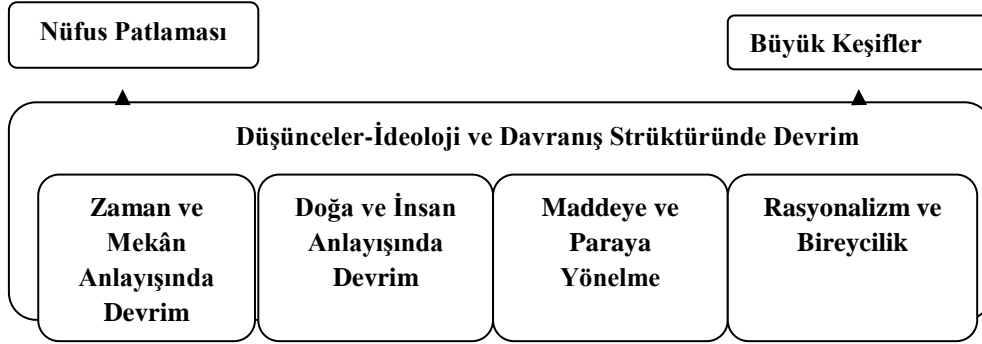 Nüfus Patlaması
Büyük Keşifler
Düşünceler-İdeoloji ve Davranış Strüktüründe Devrim
Zaman ve
Mekân
Anlayışında
Devrim
Doğa ve İnsan
Anlayışında
Devrim
Maddeye ve
Paraya
Yönelme
Rasyonalizm ve
Bireycilik